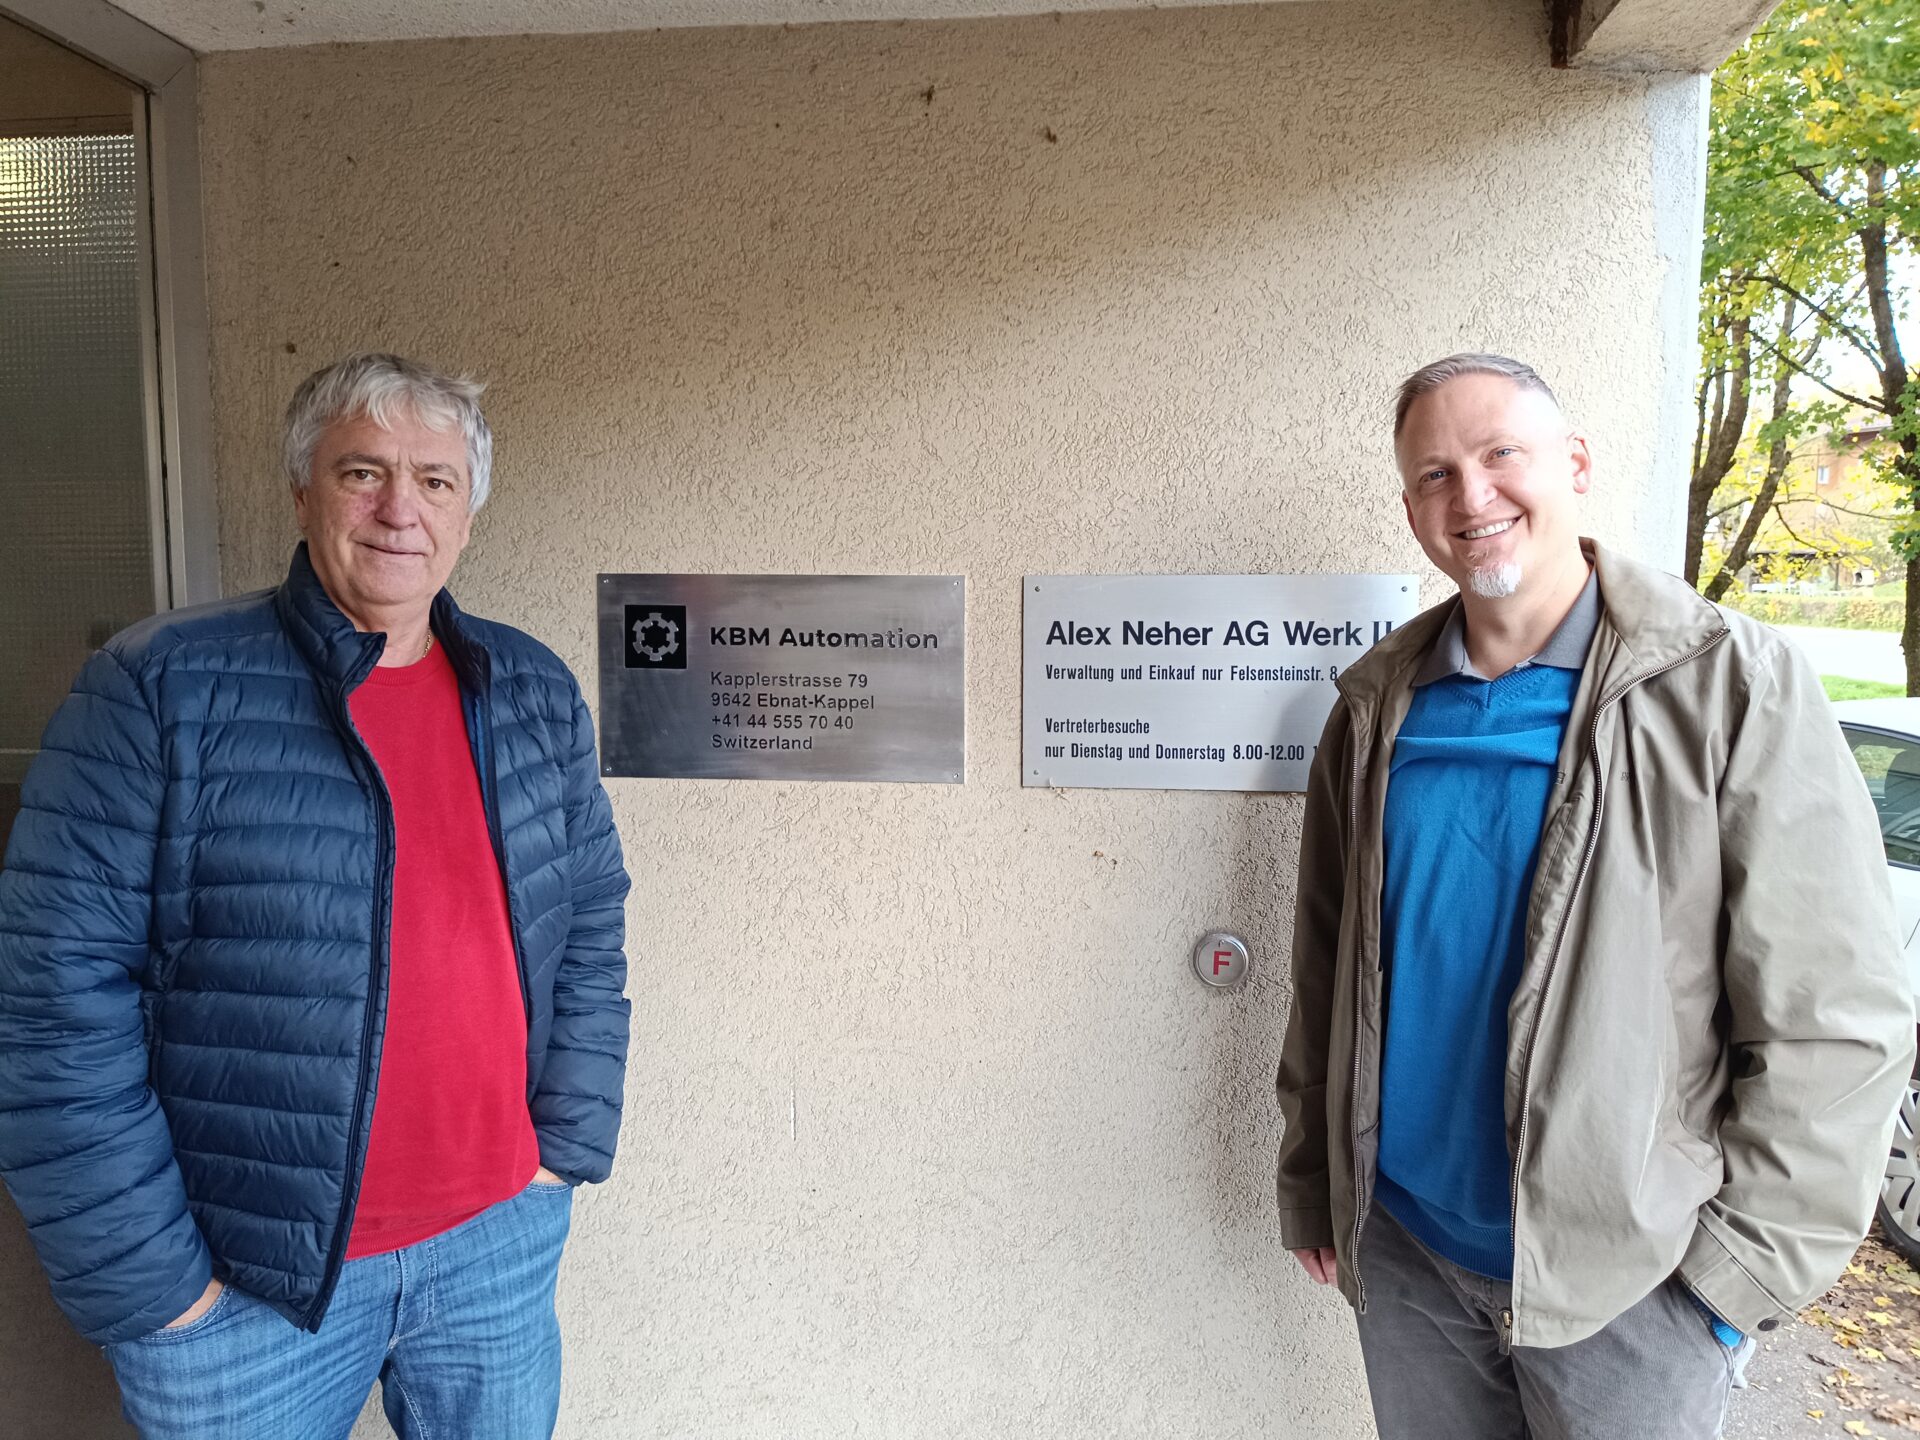 KBM Automation
Kapplerstrasse 79
9642 Ebnat-Kappel
+41 44 555 70 40
Switzerland
Alex Neher AG Werk II
Verwaltung und Einkauf nur Felsensteinstr. 8
Vertreterbesuche
nur Dienstag und Donnerstag 8.00-12.00
F